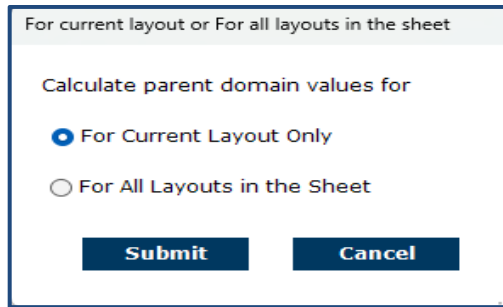 For current layout or For all layouts in the sheet
Calculate parent domain values for
For Current Layout Only
For All Layouts in the Sheet
Submit Cancel